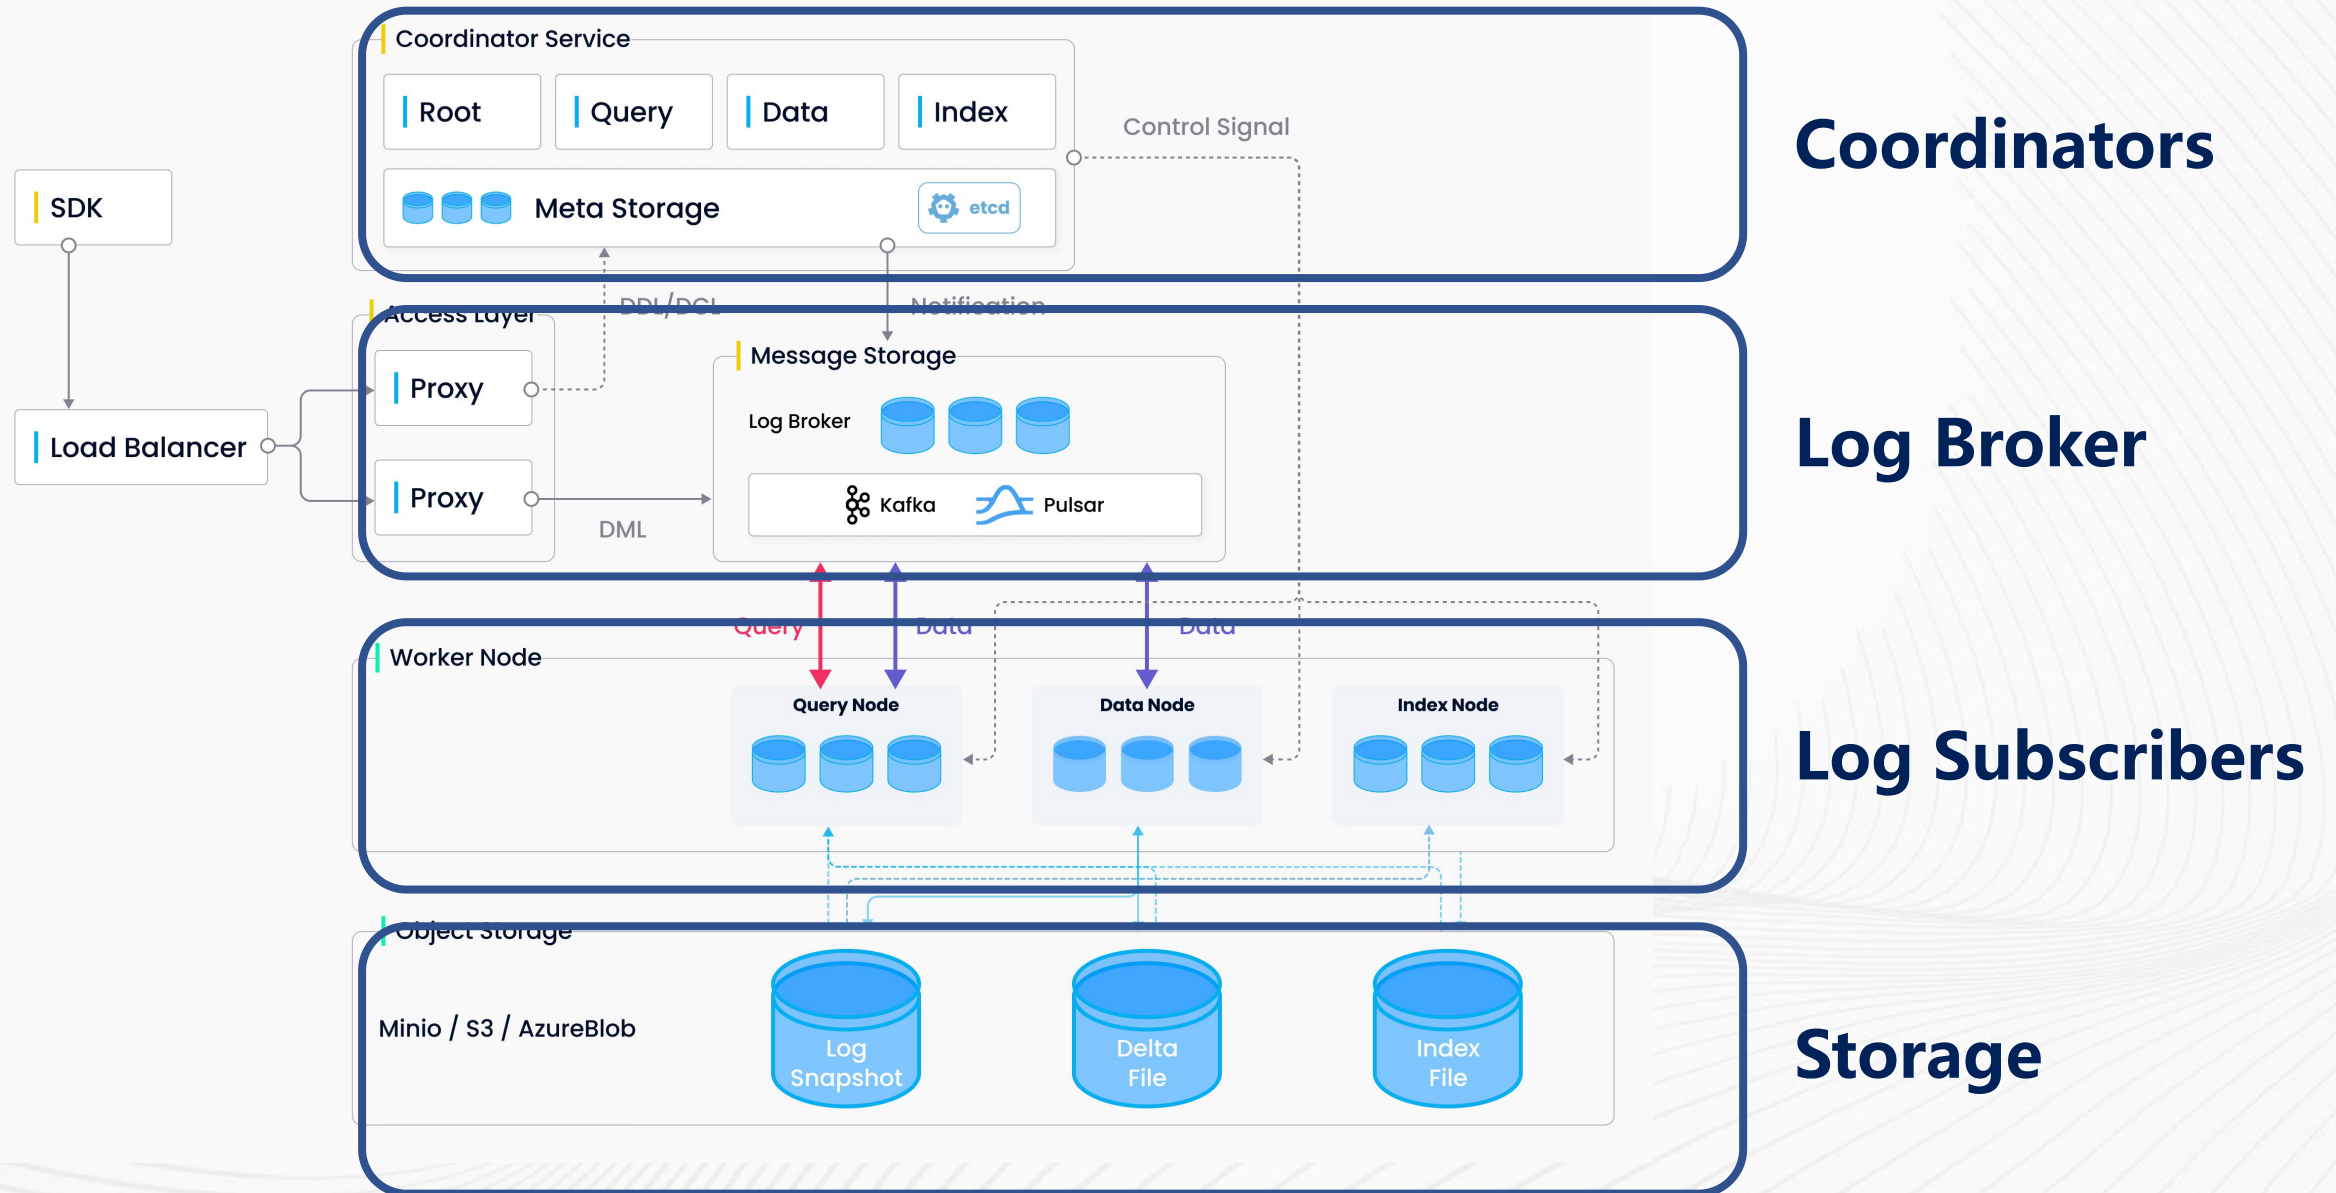 Coordinator Service
Root
Query
Data
Index
Control Signal
Coordinators
SDK
Meta Storage
etcd
DDL/DCL
Notification
Access Layer
Message Storage
Proxy
Log Broker
Load Balancer
Log Broker
Proxy
Kafka
Pulsar
DML
Query
Data
Data
Worker Node
Query Node
Data Node
Index Node
Log Subscribers
Object Storage
Minio / S3 / AzureBlob
Log
Snapshot
Delta
File
Index
File
Storage